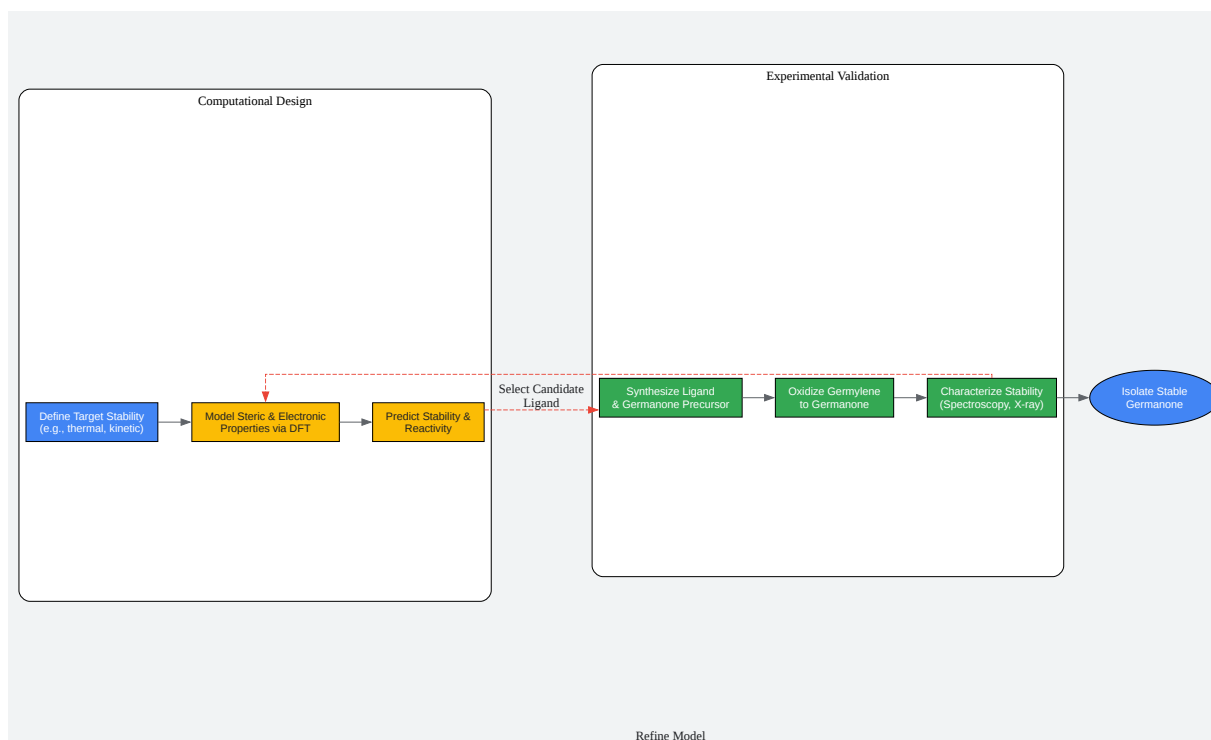 Experimental Validation
Computational Design
Define Target Stability
(e.g., thermal, kinetic)
Model Steric & Electronic
Properties via DFT
Predict Stability &
Reactivity
Select Candidate
Ligand
Synthesize Ligand
& Germanone Precursor
Oxidize Germylene
to Germanone
Characterize Stability
(Spectroscopy, X-ray)
Isolate Stable
Germanone
Refine Model